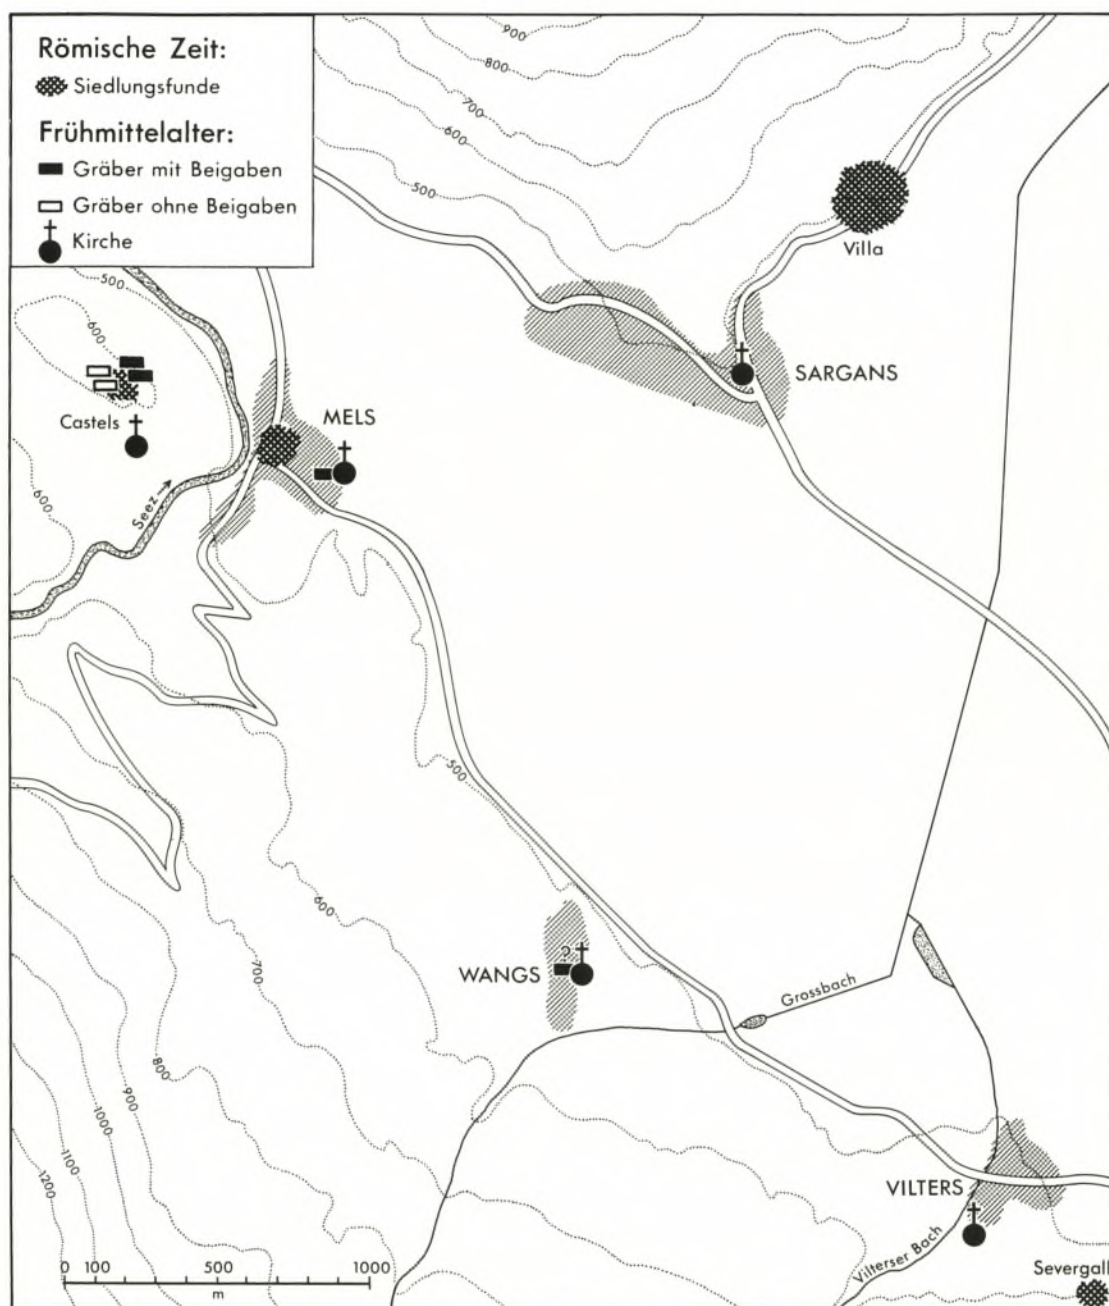 Römische Zeit:
Siedlungsfunde
Frühmittelalter:
Gräber mit Beigaben
Gräber ohne Beigaben
Kirche
900
800
700
600
500
Villa
500
600
SARGANS
Castels
MELS
600
Seez
500
600
WANGS
?
Grossbach
700
800
900
1000
1100
1200
VILTERS
Vilterser Bach
Severgall
0 100 500 1000
m